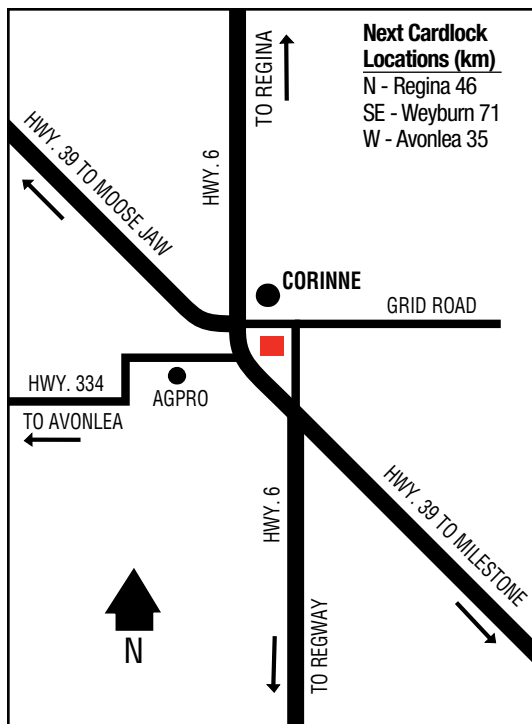 Next Cardlock
Locations (km)
N - Regina 46
SE - Weyburn 71
W - Avonlea 35
TO REGINA
HWY. 6
HWY. 39 TO MOOSE JAW
CORINNE
GRID ROAD
HWY. 334
AGPRO
TO AVONLEA
HWY. 6
HWY. 39 TO MILESTONE
N
TO REGWAY